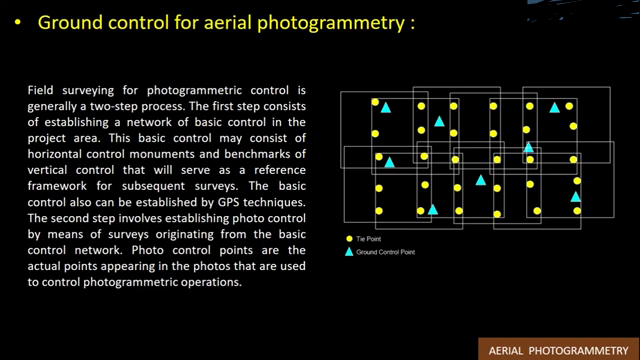 • Ground control for aerial photogrammetry :
Field surveying for photogrammetric control is
generally a two-step process. The first step consists
of establishing a network of basic control in the
project area. This basic control may consist of
horizontal control monuments and benchmarks of
vertical control that will serve as a reference
framework for subsequent surveys. The basic
control also can be established by GPS techniques.
The second step involves establishing photo control
by means of surveys originating from the basic
control network. Photo control points are the
actual points appearing in the photos that are used
to control photogrammetric operations.
Tie Point
Ground Control Point
AERIAL PHOTOGRAMMETRY